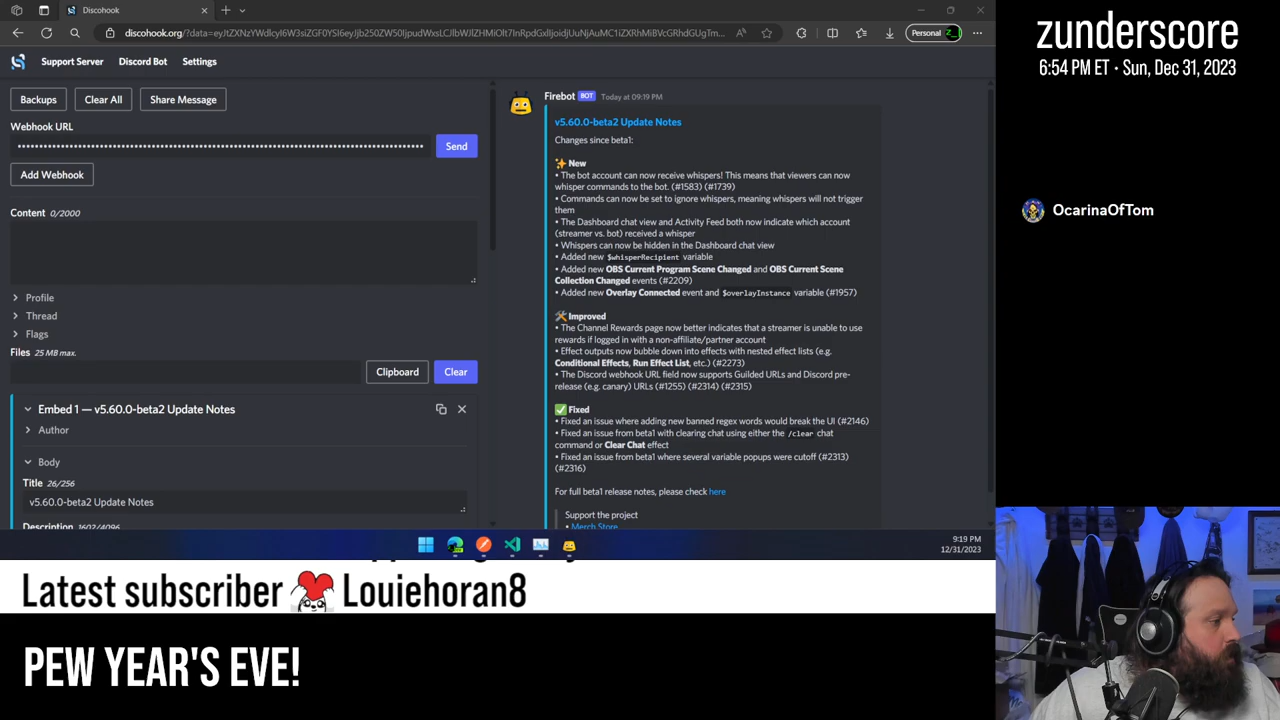 Discohook
discohook.org/?data=
Personal
Support Server
Discord Bot
Settings
Backups
Clear All
Share Message
Webhook URL
Send
Add Webhook
Content 0/2000
Profile
Thread
Flags
Files 25 MB max.
Clipboard
Clear
Embed 1 — v5.60.0-beta2 Update Notes
Author
Body
Title 26/256
v5.60.0-beta2 Update Notes
Description 1602/4096
Firebot BOT Today at 09:19 PM
v5.60.0-beta2 Update Notes
Changes since beta1:
✨ New
• The bot account can now receive whispers! This means that viewers can now
whisper commands to the bot. (#1583) (#1739)
• Commands can now be set to ignore whispers, meaning whispers will not trigger
them
• The Dashboard chat view and Activity Feed both now indicate which account
(streamer vs. bot) received a whisper
• Whispers can now be hidden in the Dashboard chat view
• Added new $whisperRecipient variable
• Added new OBS Current Program Scene Changed and OBS Current Scene
Collection Changed events (#2209)
• Added new Overlay Connected event and $overlayInstance variable (#1957)
🛠️ Improved
• The Channel Rewards page now better indicates that a streamer is unable to use
rewards if logged in with a non-affiliate/partner account
• Effect outputs now bubble down into effects with nested effect lists (e.g.
Conditional Effects, Run Effect List, etc.) (#2273)
• The Discord webhook URL field now supports Guilded URLs and Discord pre-
release (e.g. canary) URLs (#1255) (#2314) (#2315)
✅ Fixed
• Fixed an issue where adding new banned regex words would break the UI (#2146)
• Fixed an issue from beta1 with clearing chat using either the /clear chat
command or Clear Chat effect
• Fixed an issue from beta1 where several variable popups were cutoff (#2313)
(#2316)
For full beta1 release notes, please check here
Support the project
• Merch Store
9:19 PM
12/31/2023
zunderscore
6:54 PM ET • Sun, Dec 31, 2023
OcarinaOfTom
Latest subscriber Louiehoran8
PEW YEAR'S EVE!